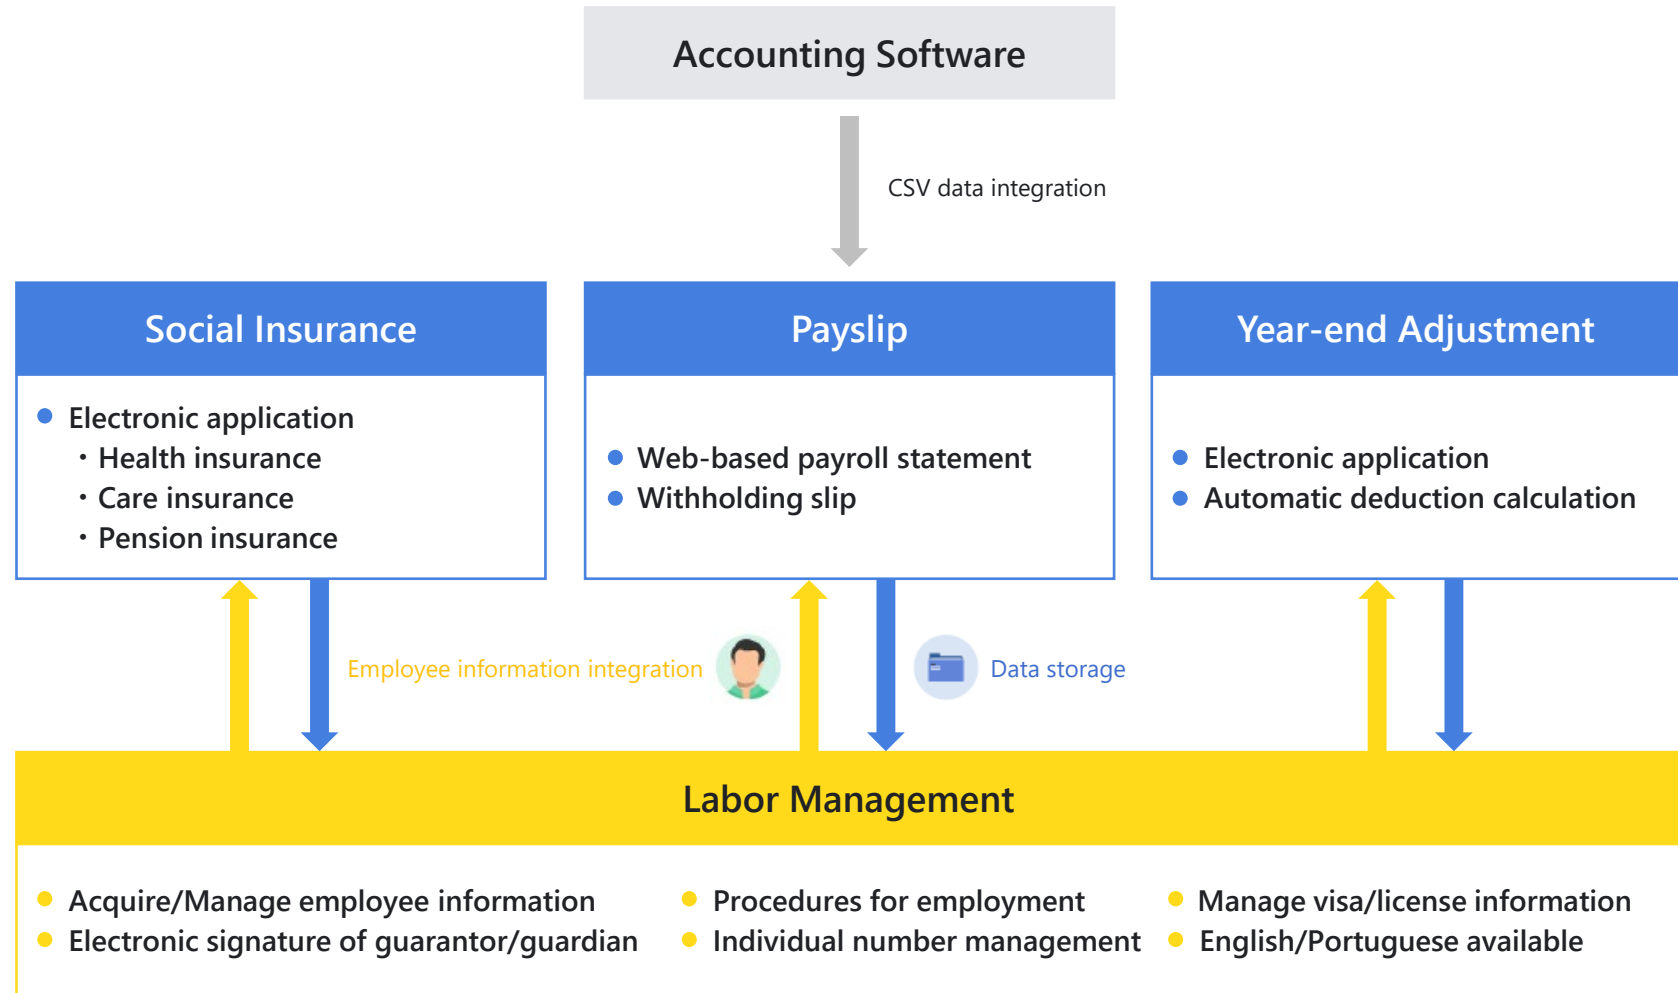 Accounting Software
CSV data integration
Social Insurance
Electronic application
・Health insurance
・Care insurance
・Pension insurance
Payslip
Web-based payroll statement
Withholding slip
Year-end Adjustment
Electronic application
Automatic deduction calculation
Employee information integration
Data storage
Labor Management
Acquire/Manage employee information
Electronic signature of guarantor/guardian
Procedures for employment
Individual number management
Manage visa/license information
English/Portuguese available